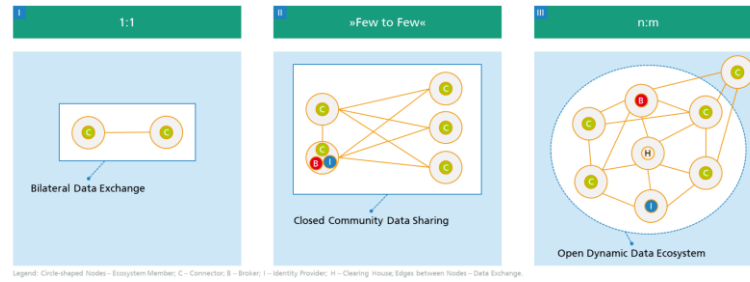 I
1:1
C
C
Bilateral Data Exchange
II
»Few to Few«
C
C
C
C
B
I
C
Closed Community Data Sharing
III
n:m
C
B
C
C
H
C
C
I
Open Dynamic Data Ecosystem
Legend: Circle-shaped Nodes – Ecosystem Member; C – Connector; B – Broker; I – Identity Provider; H – Clearing House; Edges between Nodes – Data Exchange.